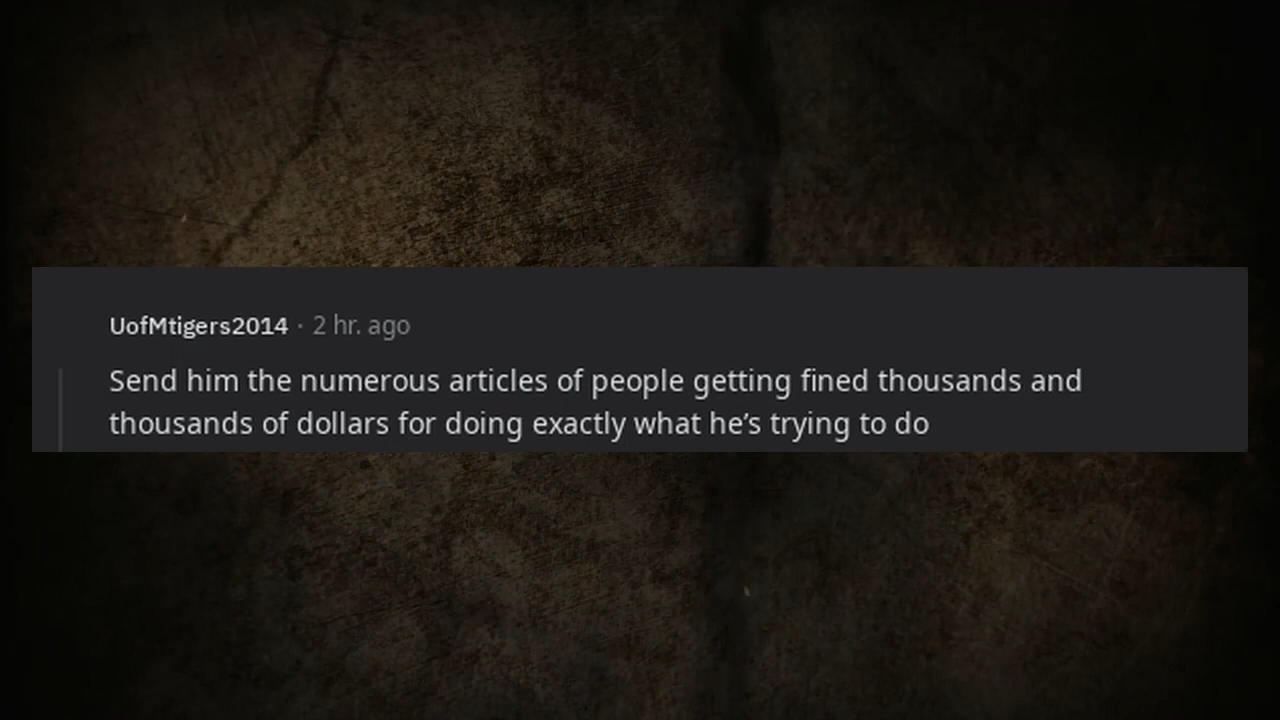 UofMtigers2014 · 2 hr. ago
Send him the numerous articles of people getting fined thousands and
thousands of dollars for doing exactly what he’s trying to do